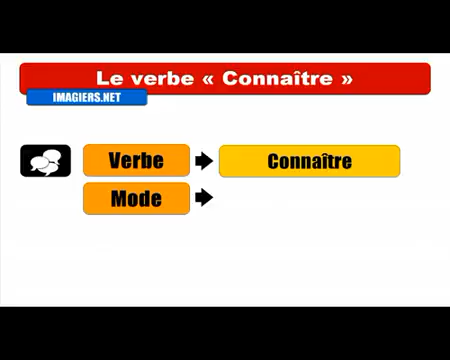 Le verbe « Connaître »
IMAGIERS.NET
Verbe Connaître
Mode